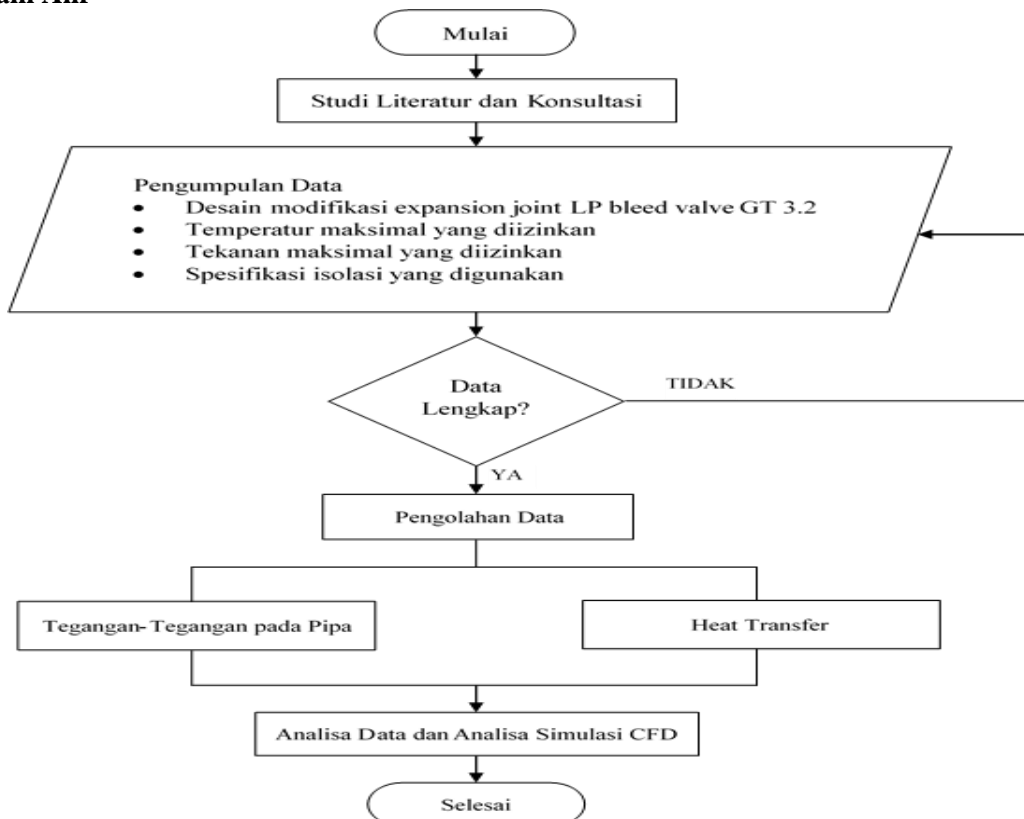 Mulai
Studi Literatur dan Konsultasi
Pengumpulan Data
• Desain modifikasi expansion joint LP bleed valve GT 3.2
• Temperatur maksimal yang diizinkan
• Tekanan maksimal yang diizinkan
• Spesifikasi isolasi yang digunakan
Data
Lengkap?
TIDAK
YA
Pengolahan Data
Tegangan-Tegangan pada Pipa
Heat Transfer
Analisa Data dan Analisa Simulasi CFD
Selesai